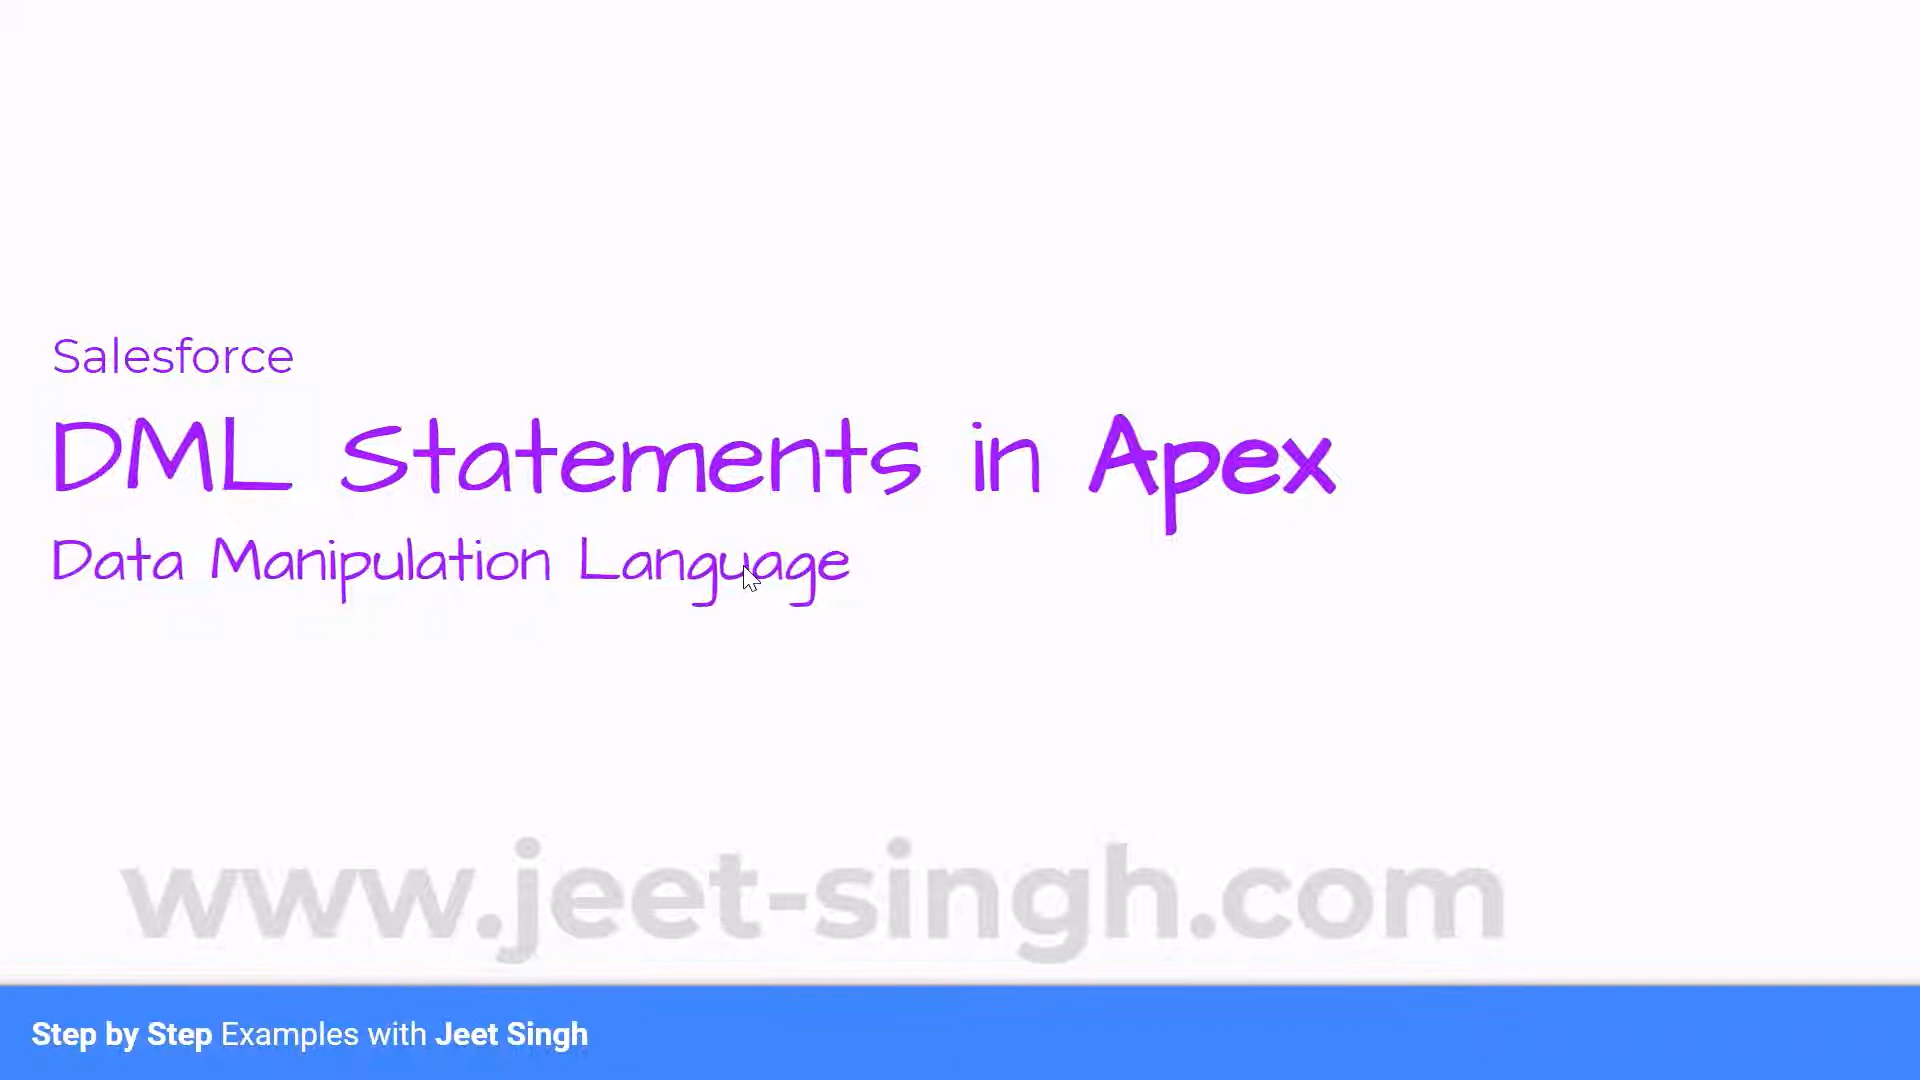 Salesforce
DML Statements in Apex
Data Manipulation Language
www.jeet-singh.com
Step by Step Examples with Jeet Singh